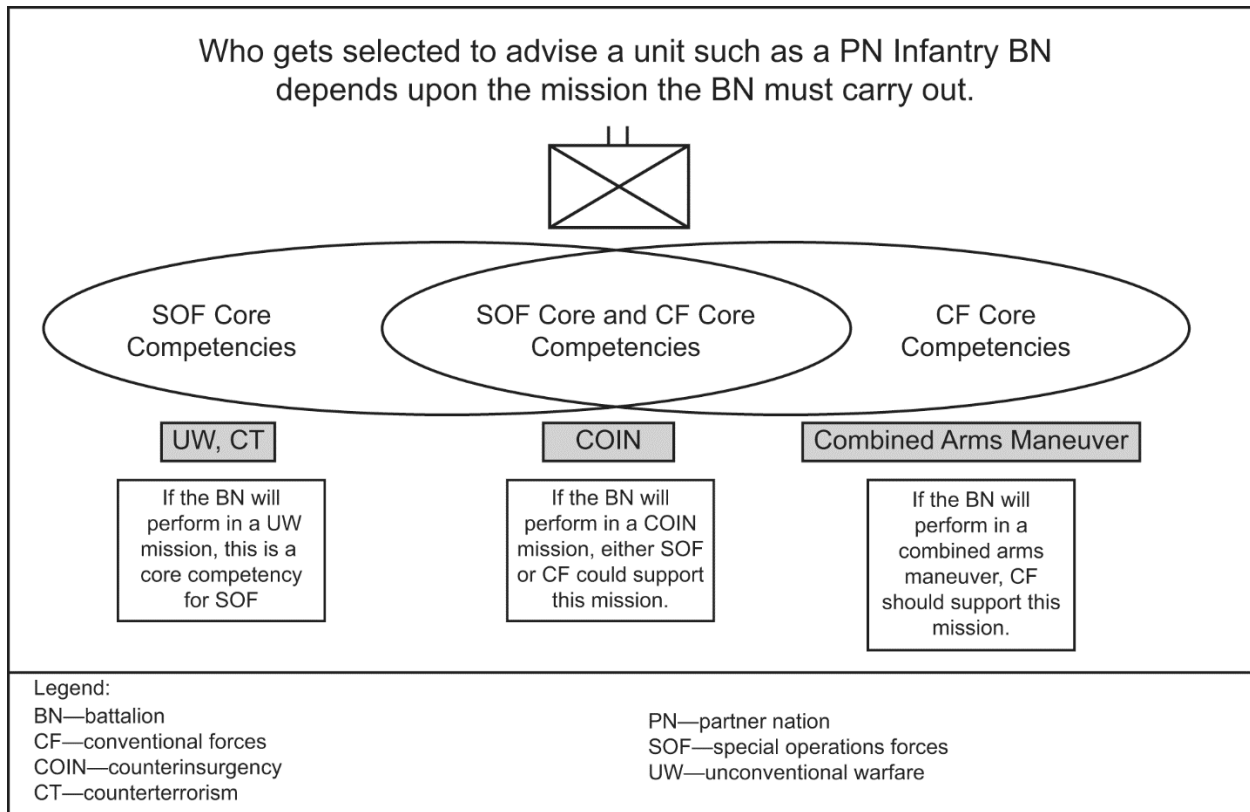 Who gets selected to advise a unit such as a PN Infantry BN
depends upon the mission the BN must carry out.
SOF Core
Competencies
SOF Core and CF Core
Competencies
CF Core
Competencies
UW, CT
COIN
Combined Arms Maneuver
If the BN will
perform in a UW
mission, this is a
core competency
for SOF
If the BN will
perform in a COIN
mission, either SOF
or CF could support
this mission.
If the BN will
perform in a
combined arms
maneuver, CF
should support this
mission.
Legend:
BN—battalion
CF—conventional forces
COIN—counterinsurgency
CT—counterterrorism
PN—partner nation
SOF—special operations forces
UW—unconventional warfare